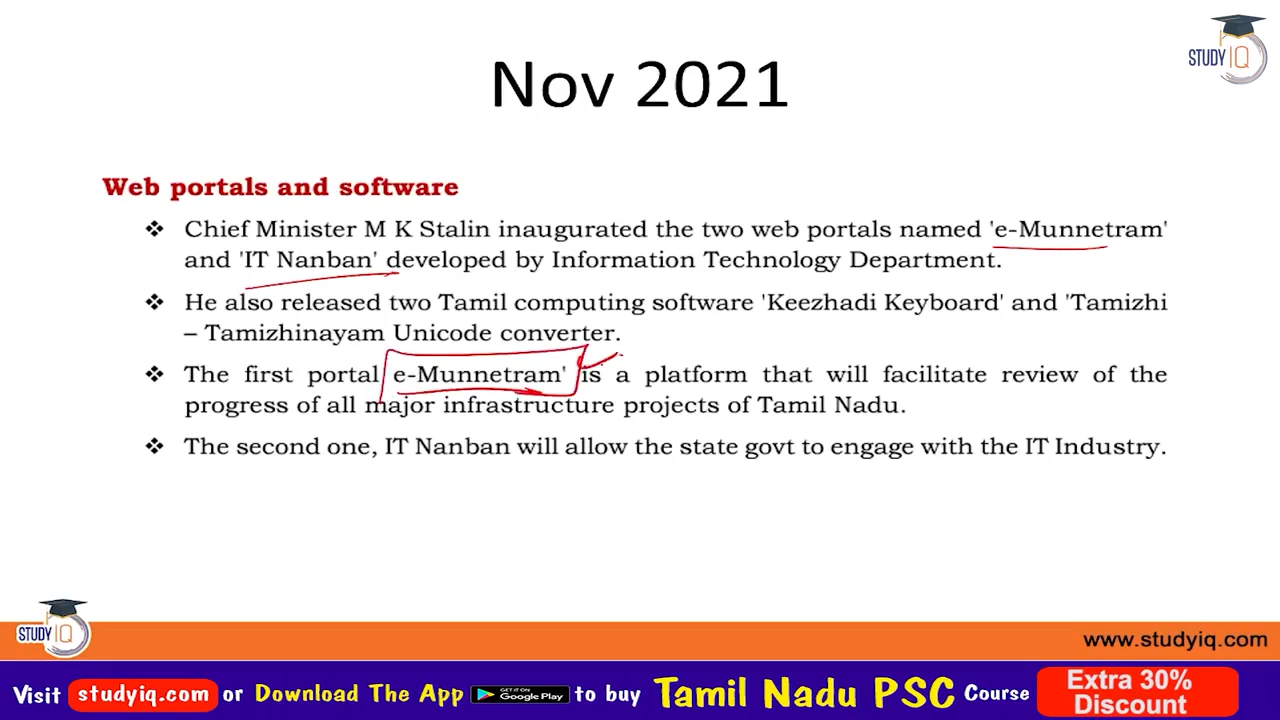 STUDY IQ
Nov 2021
Web portals and software
❖ Chief Minister M K Stalin inaugurated the two web portals named 'e-Munnetram'
and 'IT Nanban' developed by Information Technology Department.
❖ He also released two Tamil computing software 'Keezhadi Keyboard' and 'Tamizhi
– Tamizhinayam Unicode converter.
❖ The first portal e-Munnetram' is a platform that will facilitate review of the
progress of all major infrastructure projects of Tamil Nadu.
❖ The second one, IT Nanban will allow the state govt to engage with the IT Industry.
STUDY IQ
www.studyiq.com
Visit studyiq.com or Download The App GET IT ON Google Play to buy Tamil Nadu PSC Course Extra 30%
Discount